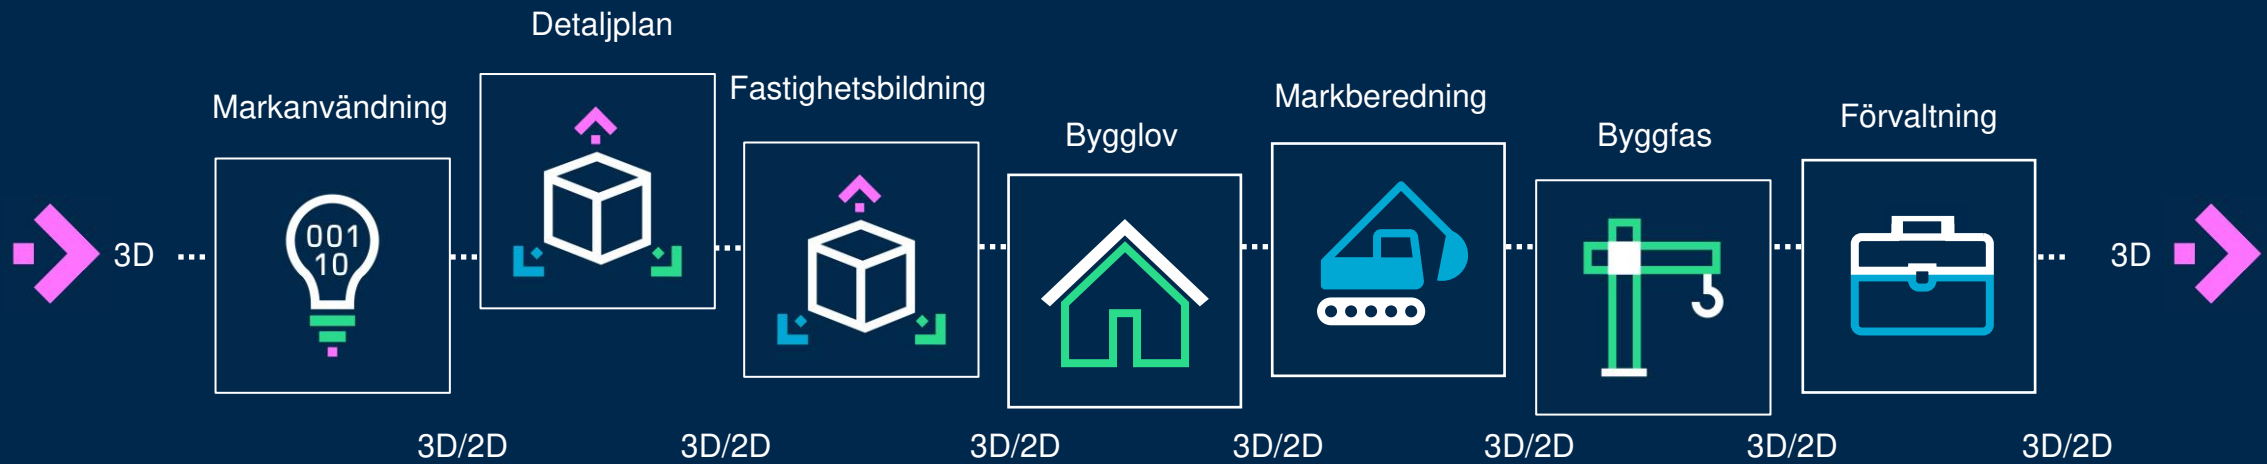 Detaljplan
Markanvändning
Fastighetsbildning
Bygglov
Markberedning
Byggfas
Förvaltning
3D
001
10
3D
3D/2D
3D/2D
3D/2D
3D/2D
3D/2D
3D/2D
3D/2D